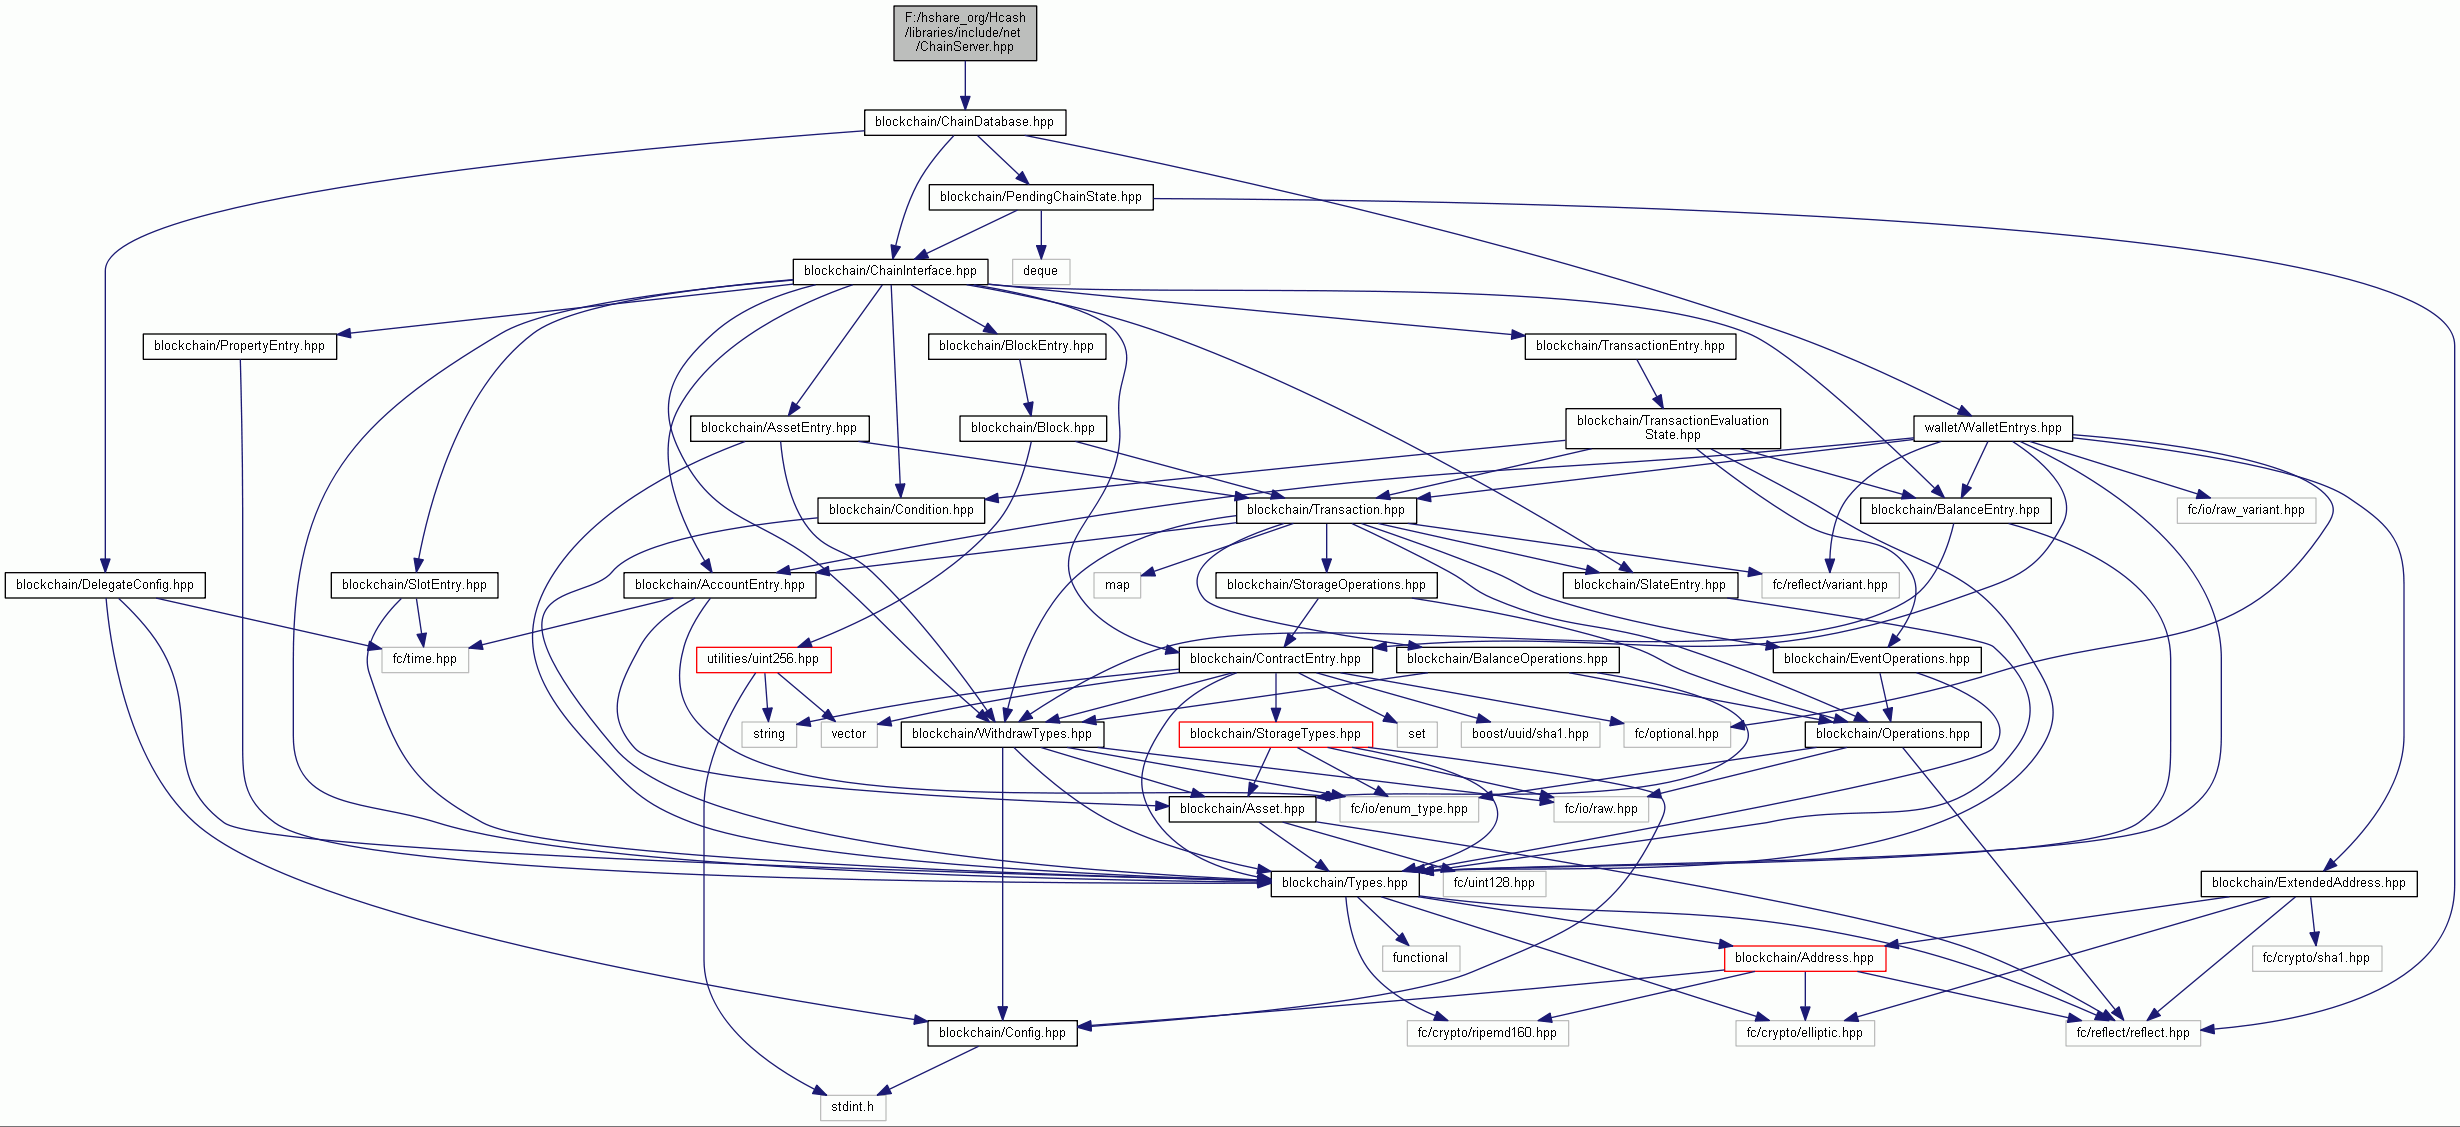 F:/hshare_org/Hcash
/libraries/include/net
/ChainServer.hpp
blockchain/ChainDatabase.hpp
blockchain/PendingChainState.hpp
blockchain/ChainInterface.hpp
deque
blockchain/PropertyEntry.hpp
blockchain/BlockEntry.hpp
blockchain/TransactionEntry.hpp
blockchain/AssetEntry.hpp
blockchain/Block.hpp
blockchain/TransactionEvaluation
State.hpp
wallet/WalletEntrys.hpp
blockchain/Condition.hpp
blockchain/Transaction.hpp
blockchain/BalanceEntry.hpp
fc/io/raw_variant.hpp
blockchain/DelegateConfig.hpp
blockchain/SlotEntry.hpp
blockchain/AccountEntry.hpp
map
blockchain/StorageOperations.hpp
blockchain/SlateEntry.hpp
fc/reflect/variant.hpp
fc/time.hpp
utilities/uint256.hpp
blockchain/ContractEntry.hpp
blockchain/BalanceOperations.hpp
blockchain/EventOperations.hpp
string
vector
blockchain/WithdrawTypes.hpp
blockchain/StorageTypes.hpp
set
boost/uuid/sha1.hpp
fc/optional.hpp
blockchain/Operations.hpp
blockchain/Asset.hpp
fc/io/enum_type.hpp
fc/io/raw.hpp
blockchain/Types.hpp
fc/uint128.hpp
blockchain/ExtendedAddress.hpp
functional
blockchain/Address.hpp
fc/crypto/sha1.hpp
blockchain/Config.hpp
fc/crypto/ripemd160.hpp
fc/crypto/elliptic.hpp
fc/reflect/reflect.hpp
stdint.h